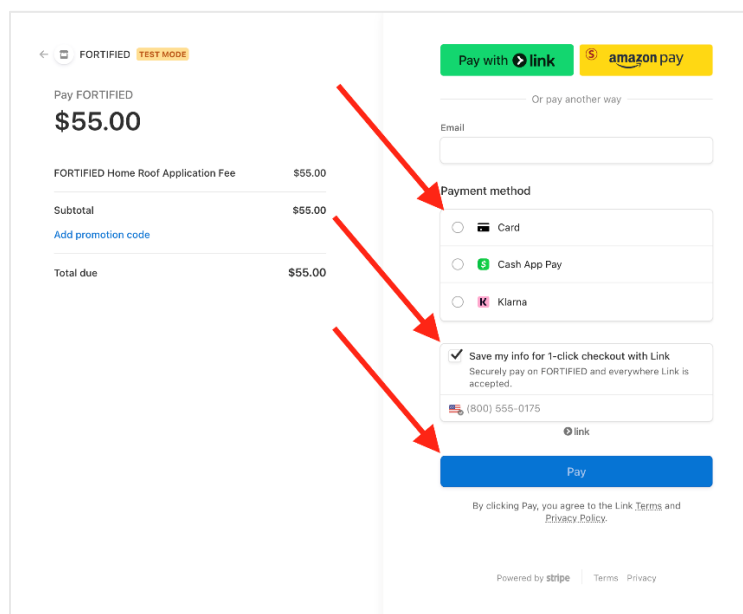 FORTIFIED TEST MODE
Pay FORTIFIED
$55.00
FORTIFIED Home Roof Application Fee $55.00
Subtotal $55.00
Add promotion code
Total due $55.00
Pay with link
S amazon pay
Or pay another way
Email
Payment method
Card
S Cash App Pay
K Klarna
Save my info for 1-click checkout with Link
Securely pay on FORTIFIED and everywhere Link is
accepted.
(800) 555-0175
link
Pay
By clicking Pay, you agree to the Link Terms and
Privacy Policy.
Powered by stripe Terms Privacy